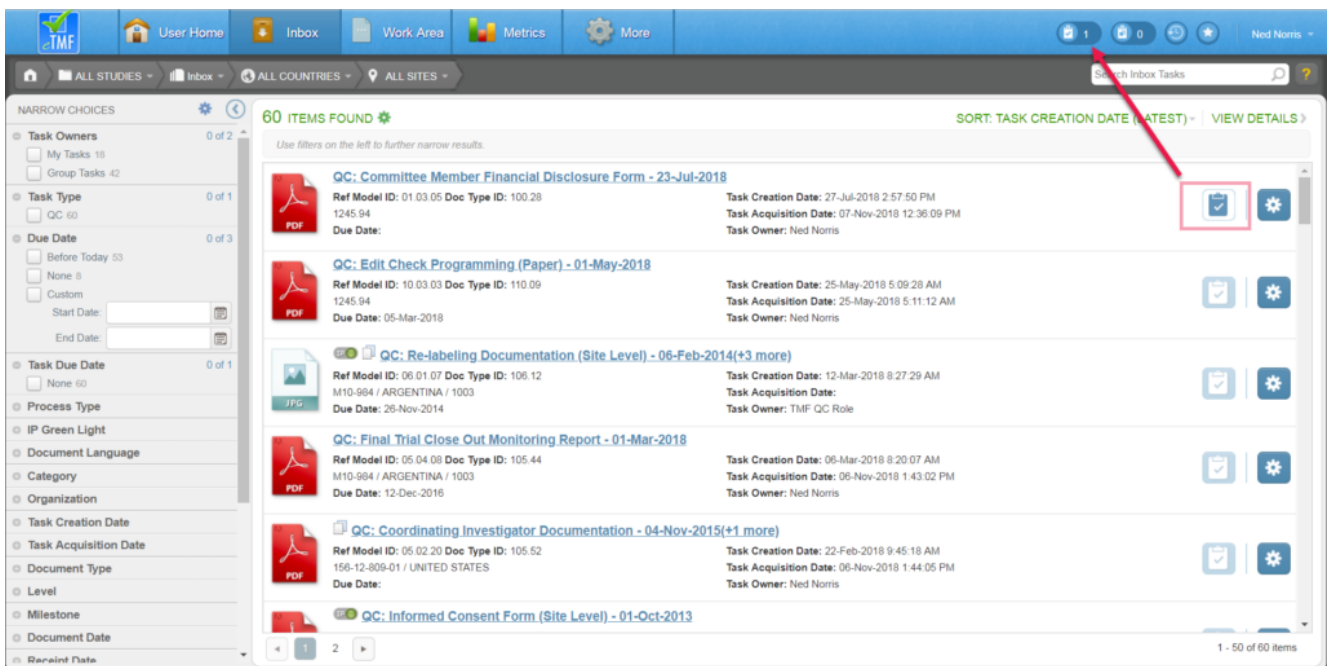 eTMF
User Home
Inbox
Work Area
Metrics
More
1
0
Ned Norris
ALL STUDIES
Inbox
ALL COUNTRIES
ALL SITES
Search Inbox Tasks
?
NARROW CHOICES
Task Owners 0 of 2
My Tasks 18
Group Tasks 42
Task Type 0 of 1
QC 60
Due Date 0 of 3
Before Today 53
None 8
Custom
Start Date:
End Date:
Task Due Date 0 of 1
None 60
Process Type
IP Green Light
Document Language
Category
Organization
Task Creation Date
Task Acquisition Date
Document Type
Level
Milestone
Document Date
Receipt Date
60 ITEMS FOUND
SORT: TASK CREATION DATE (LATEST)
VIEW DETAILS
Use filters on the left to further narrow results.
PDF
QC: Committee Member Financial Disclosure Form - 23-Jul-2018
Ref Model ID: 01.03.05 Doc Type ID: 100.28
1245.94
Due Date:
Task Creation Date: 27-Jul-2018 2:57:50 PM
Task Acquisition Date: 07-Nov-2018 12:36:09 PM
Task Owner: Ned Norris
PDF
QC: Edit Check Programming (Paper) - 01-May-2018
Ref Model ID: 10.03.03 Doc Type ID: 110.09
1245.94
Due Date: 05-Mar-2018
Task Creation Date: 25-May-2018 5:09:28 AM
Task Acquisition Date: 25-May-2018 5:11:12 AM
Task Owner: Ned Norris
JPG
QC: Re-labeling Documentation (Site Level) - 06-Feb-2014(+3 more)
Ref Model ID: 06.01.07 Doc Type ID: 106.12
M10-984 / ARGENTINA / 1003
Due Date: 26-Nov-2014
Task Creation Date: 12-Mar-2018 8:27:29 AM
Task Acquisition Date:
Task Owner: TMF QC Role
PDF
QC: Final Trial Close Out Monitoring Report - 01-Mar-2018
Ref Model ID: 05.04.08 Doc Type ID: 105.44
M10-984 / ARGENTINA / 1003
Due Date: 12-Dec-2016
Task Creation Date: 06-Mar-2018 8:20:07 AM
Task Acquisition Date: 06-Nov-2018 1:43:02 PM
Task Owner: Ned Norris
PDF
QC: Coordinating Investigator Documentation - 04-Nov-2015(+1 more)
Ref Model ID: 05.02.20 Doc Type ID: 105.52
156-12-809-01 / UNITED STATES
Due Date:
Task Creation Date: 22-Feb-2018 9:45:18 AM
Task Acquisition Date: 06-Nov-2018 1:44:05 PM
Task Owner: Ned Norris
QC: Informed Consent Form (Site Level) - 01-Oct-2013
1
2
1 - 50 of 60 items